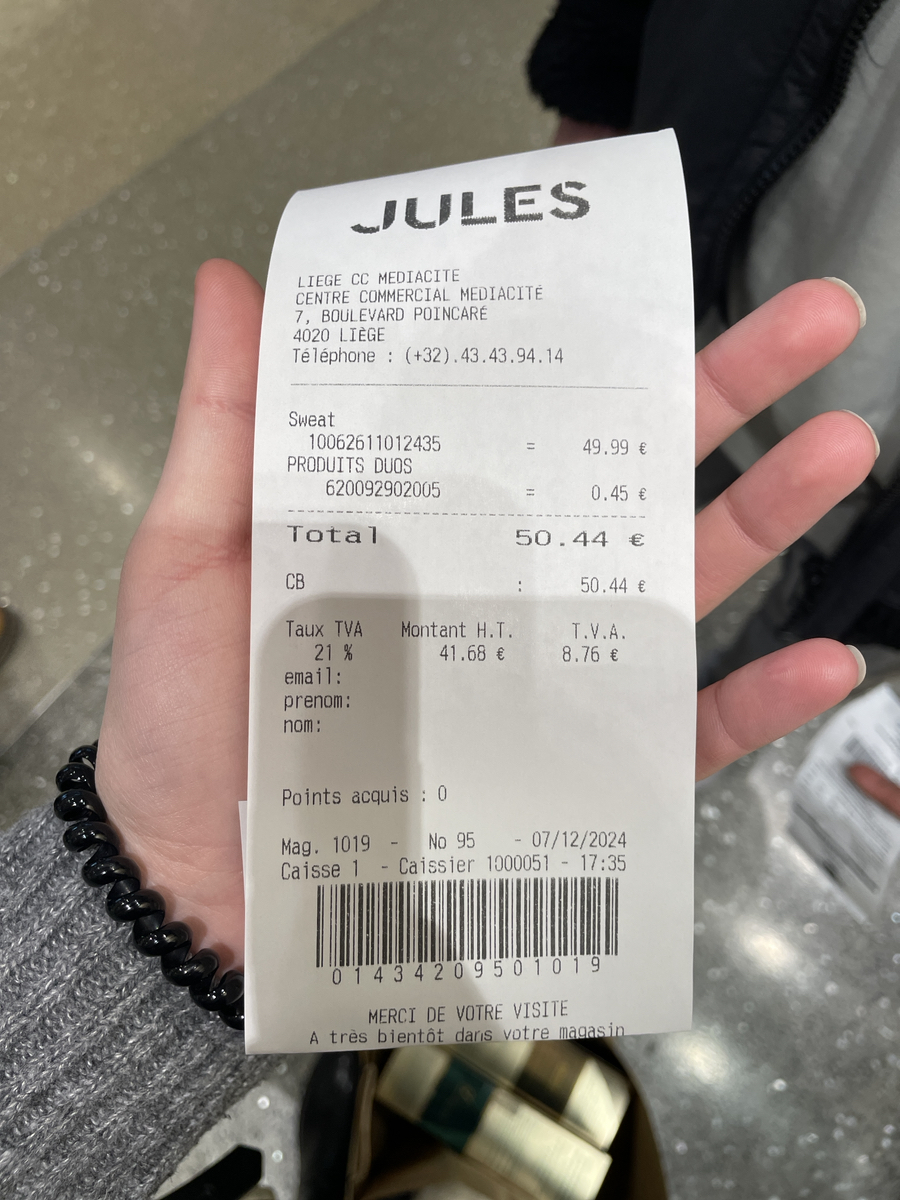 JULES
LIEGE CC MEDIACITE
CENTRE COMMERCIAL MEDIACITÉ
7, BOULEVARD POINCARÉ
4020 LIÈGE
Téléphone : (+32).43.43.94.14
Sweat
10062611012435 = 49.99 €
PRODUITS DUOS
620092902005 = 0.45 €
Total 50.44 €
CB : 50.44 €
Taux TVA Montant H.T. T.V.A.
21 % 41.68 € 8.76 €
email:
prenom:
nom:
Points acquis : 0
Mag. 1019 - No 95 - 07/12/2024
Caisse 1 - Caissier 1000051 - 17:35
01434209501019
MERCI DE VOTRE VISITE
A très bientôt dans votre magasin